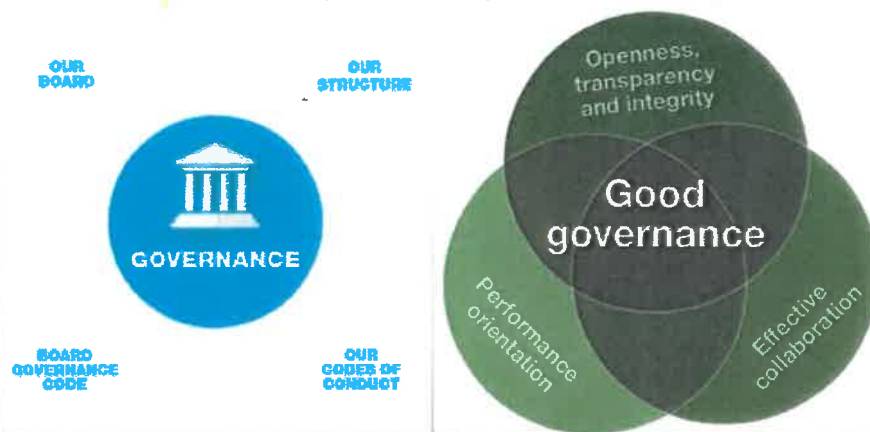 OUR
BOARD
OUR
STRUCTURE
GOVERNANCE
BOARD
GOVERNANCE
CODE
OUR
CODES OF
CONDUCT
Openness,
transparency
and integrity
Good
governance
Performance
orientation
Effective
collaboration